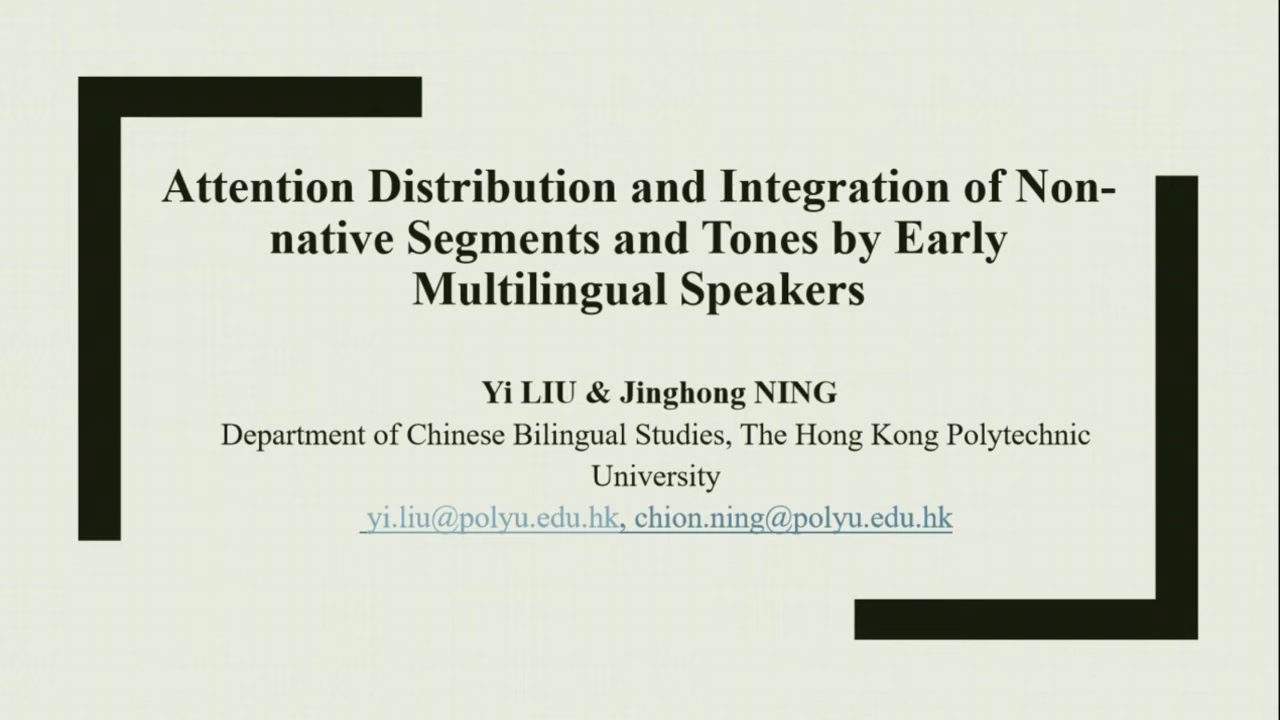 Attention Distribution and Integration of Non-
native Segments and Tones by Early
Multilingual Speakers
Yi LIU & Jinghong NING
Department of Chinese Bilingual Studies, The Hong Kong Polytechnic
University
yi.liu@polyu.edu.hk, chion.ning@polyu.edu.hk